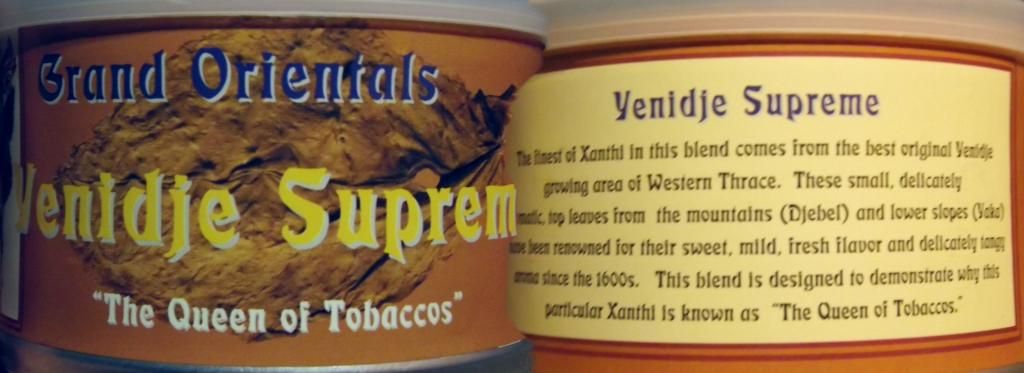 Grand Orientals
Yenidje Suprem
"The Queen of Tobaccos"
Yenidje Supreme
The finest of Xanthi in this blend comes from the best original Yenidje
growing area of Western Thrace. These small, delicately
matic, top leaves from the mountains (Djebel) and lower slopes (Yaka)
have been renowned for their sweet, mild, fresh flavor and delicately tangy
aroma since the 1600s. This blend is designed to demonstrate why this
particular Xanthi is known as "The Queen of Tobaccos."